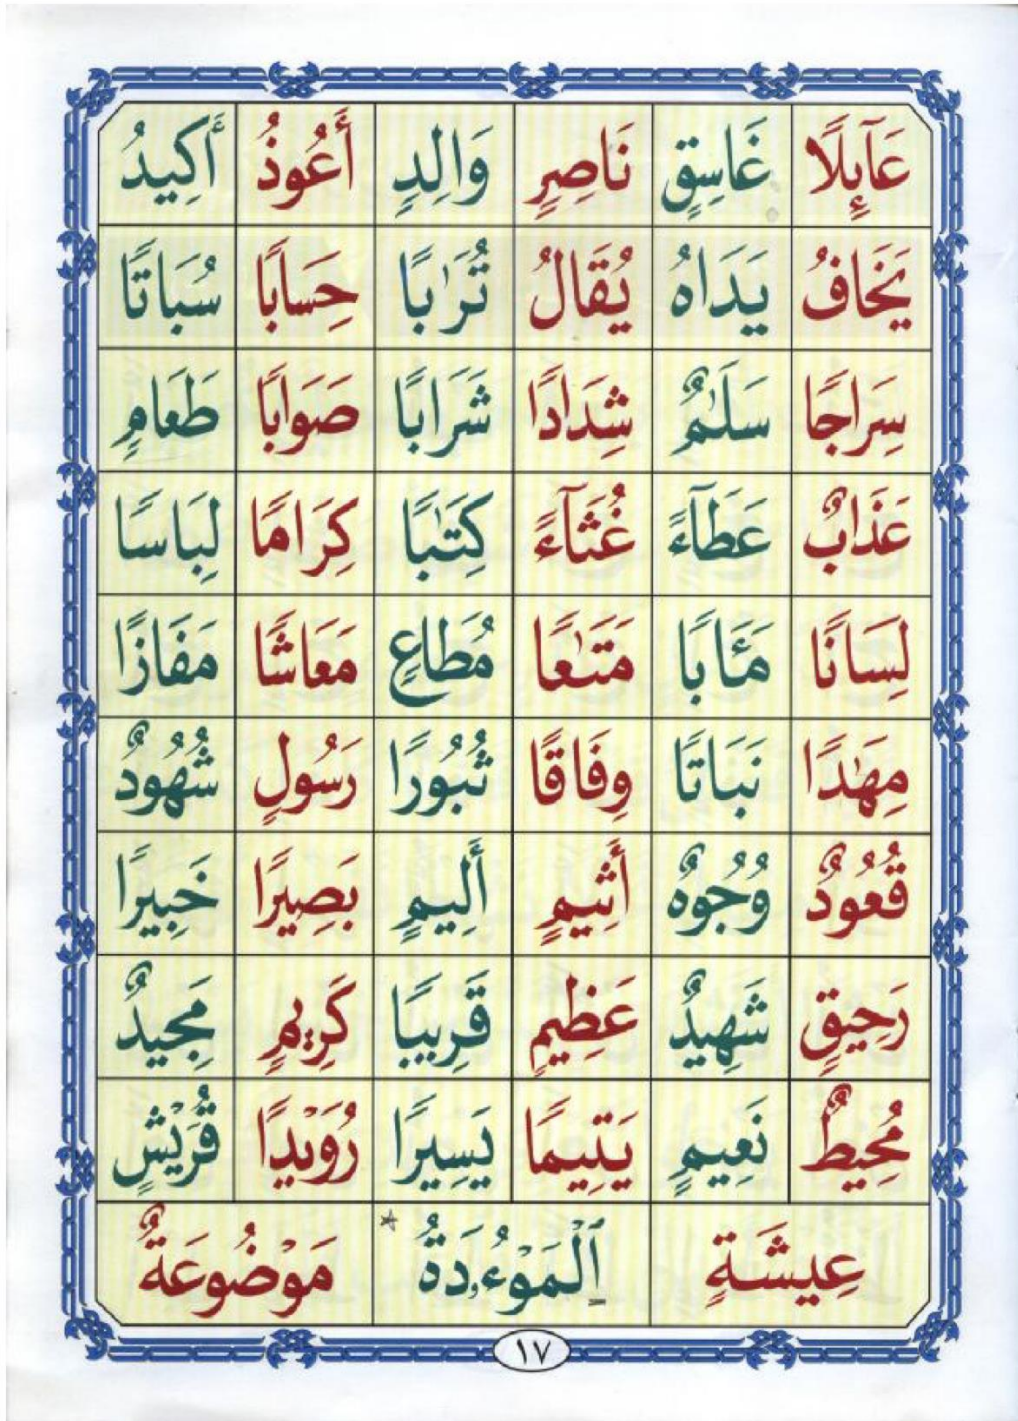 عَآئِلًا غَاسِقٍ نَاصِرٍ وَالِدٍ أَعُوذُ أَكِيدُ
يَخَافُ يَدَاهُ يُقَالُ تُرَٰبًا حِسَابًا سُبَاتًا
سِرَاجًا سَلَٰمٌ شِدَادًا شَرَابًا صَوَابًا طَعَامٍ
عَذَابٌ عَطَآءً غُثَآءً كِتَٰبًا كِرَامًا لِبَاسًا
لِسَانًا مَـَٔابًا مَتَٰعًا مُطَاعٍ مَعَاشًا مَفَازًا
مِهَٰدًا نَبَاتًا وِفَاقًا ثُبُورًا رَسُولٍ شُهُودٌ
قُعُودٌ وُجُوهٌ أَثِيمٍ أَلِيمٍ بَصِيرًا خَبِيرًا
رَحِيقٍ شَهِيدٌ عَظِيمٍ قَرِيبًا كَرِيمٍ مَجِيدٌ
مُحِيطٌ نَعِيمٍ يَتِيمًا يَسِيرًا رُوَيْدًا قُرَيْشٍ
عِيشَةٍ ٱلْمَوْءُۥدَةُ * مَوْضُوعَةٌ
١٧